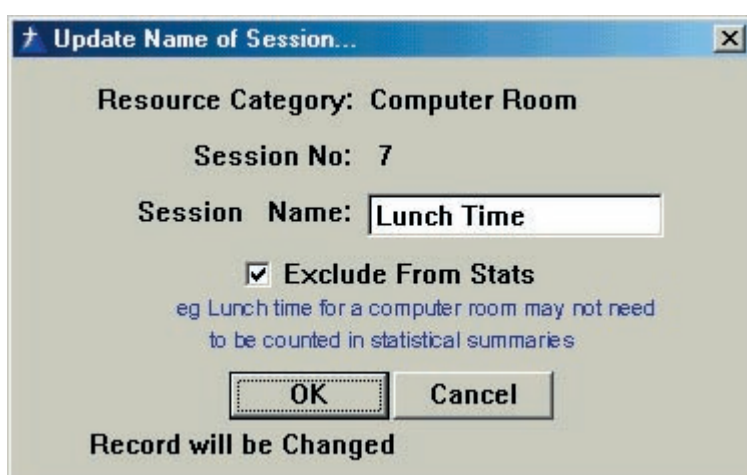 Update Name of Session...
Resource Category: Computer Room
Session No: 7
Session Name: Lunch Time
Exclude From Stats
eg Lunch time for a computer room may not need
to be counted in statistical summaries
OK Cancel
Record will be Changed